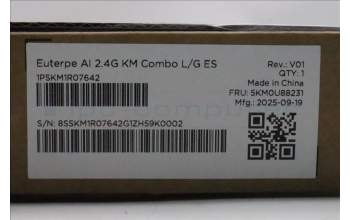 Euterpe AI 2.4G KM Combo L/G ES
1PSKM1R07642
Rev.: V01
QTY: 1
Made in China
FRU: 5KM0U88231
Mfg.: 2025-09-19
S/N: 8SSKM1R07642G1ZH59K0002